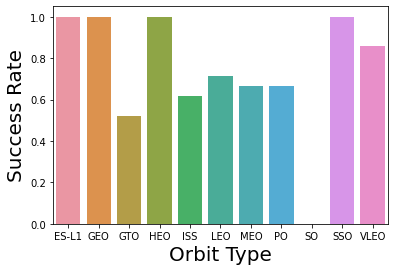 Success Rate
1.0
0.8
0.6
0.4
0.2
0.0
ES-L1 GEO GTO HEO ISS LEO MEO PO SO SSO VLEO
Orbit Type